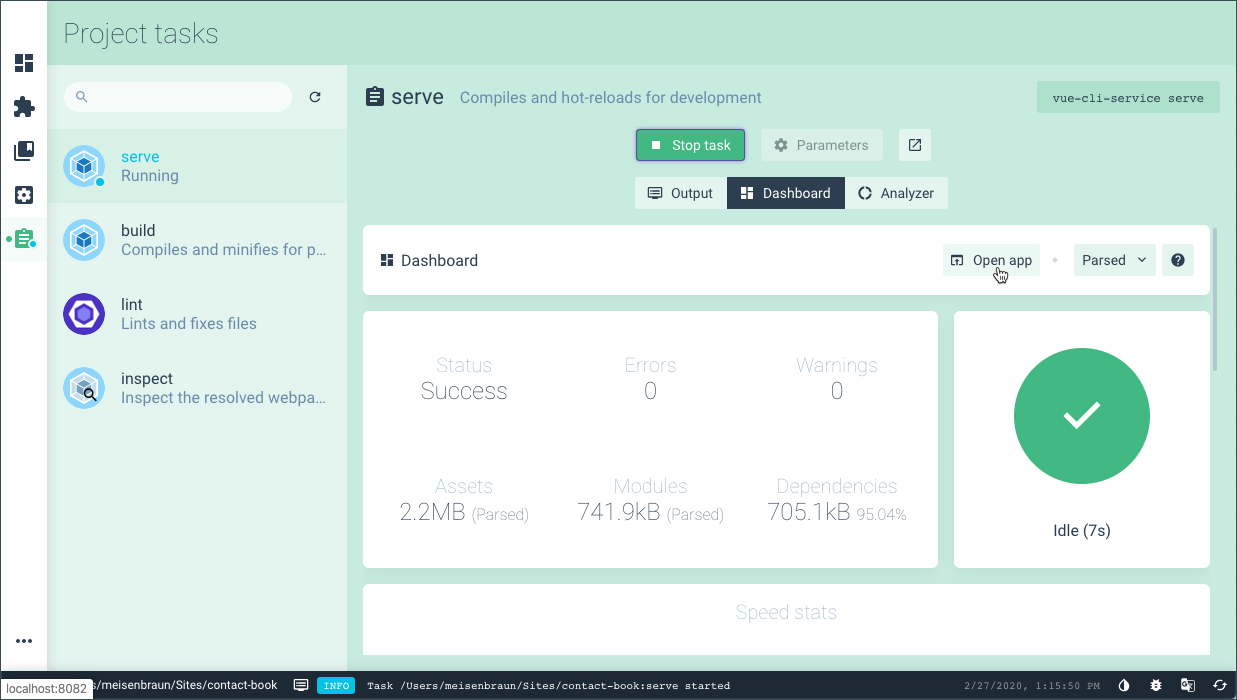 Project tasks
serve
Running
build
Compiles and minifies for p...
lint
Lints and fixes files
inspect
Inspect the resolved webpa...
serve Compiles and hot-reloads for development
vue-cli-service serve
Stop task
Parameters
Output
Dashboard
Analyzer
Dashboard
Open app
Parsed
Status
Success
Errors
0
Warnings
0
Assets
2.2MB (Parsed)
Modules
741.9kB (Parsed)
Dependencies
705.1kB 95.04%
Idle (7s)
Speed stats
localhost:8082
/meisenbraun/Sites/contact-book
INFO
Task /Users/meisenbraun/Sites/contact-book:serve started
2/27/2020, 1:15:50 PM